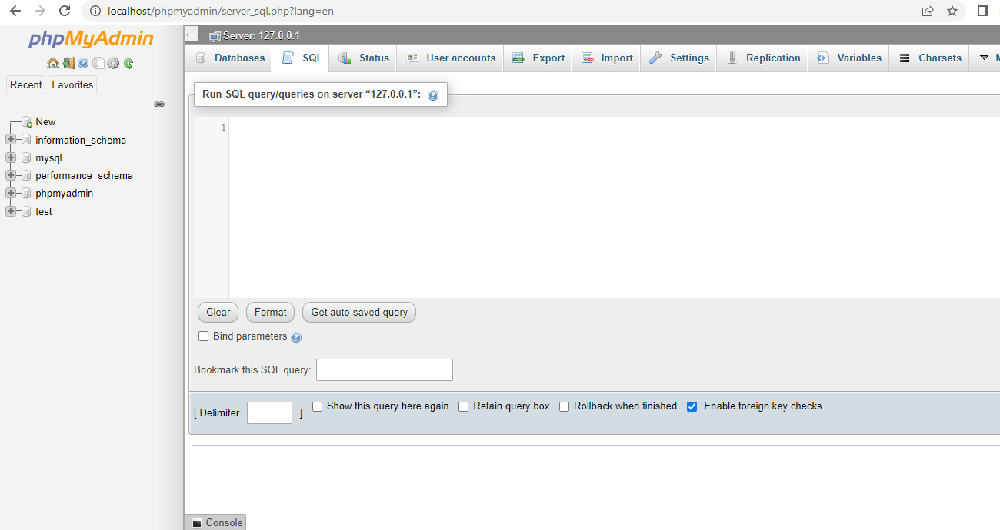 localhost/phpmyadmin/server_sql.php?lang=en
phpMyAdmin
Recent Favorites
New
information_schema
mysql
performance_schema
phpmyadmin
test
Server: 127.0.0.1
Databases SQL Status User accounts Export Import Settings Replication Variables Charsets
Run SQL query/queries on server “127.0.0.1”:
1
Clear Format Get auto-saved query
Bind parameters
Bookmark this SQL query:
[ Delimiter ; ] Show this query here again Retain query box Rollback when finished Enable foreign key checks
Console